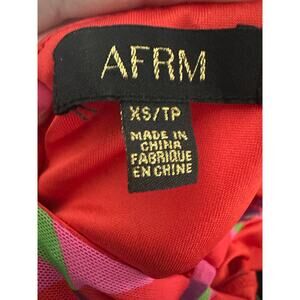 AFRM
XS/TP
MADE IN
CHINA
FABRIQUE
EN CHINE